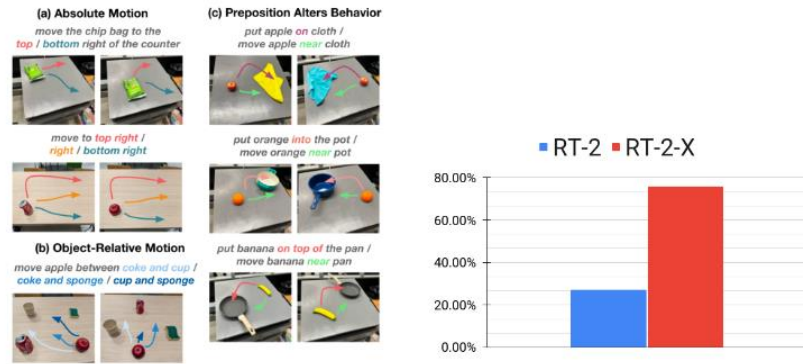 (a) Absolute Motion
move the chip bag to the
top / bottom right of the counter
move to top right /
right / bottom right
(b) Object-Relative Motion
move apple between coke and cup /
coke and sponge / cup and sponge
(c) Preposition Alters Behavior
put apple on cloth /
move apple near cloth
put orange into the pot /
move orange near pot
put banana on top of the pan /
move banana near pan
RT-2 RT-2-X
80.00%
60.00%
40.00%
20.00%
0.00%